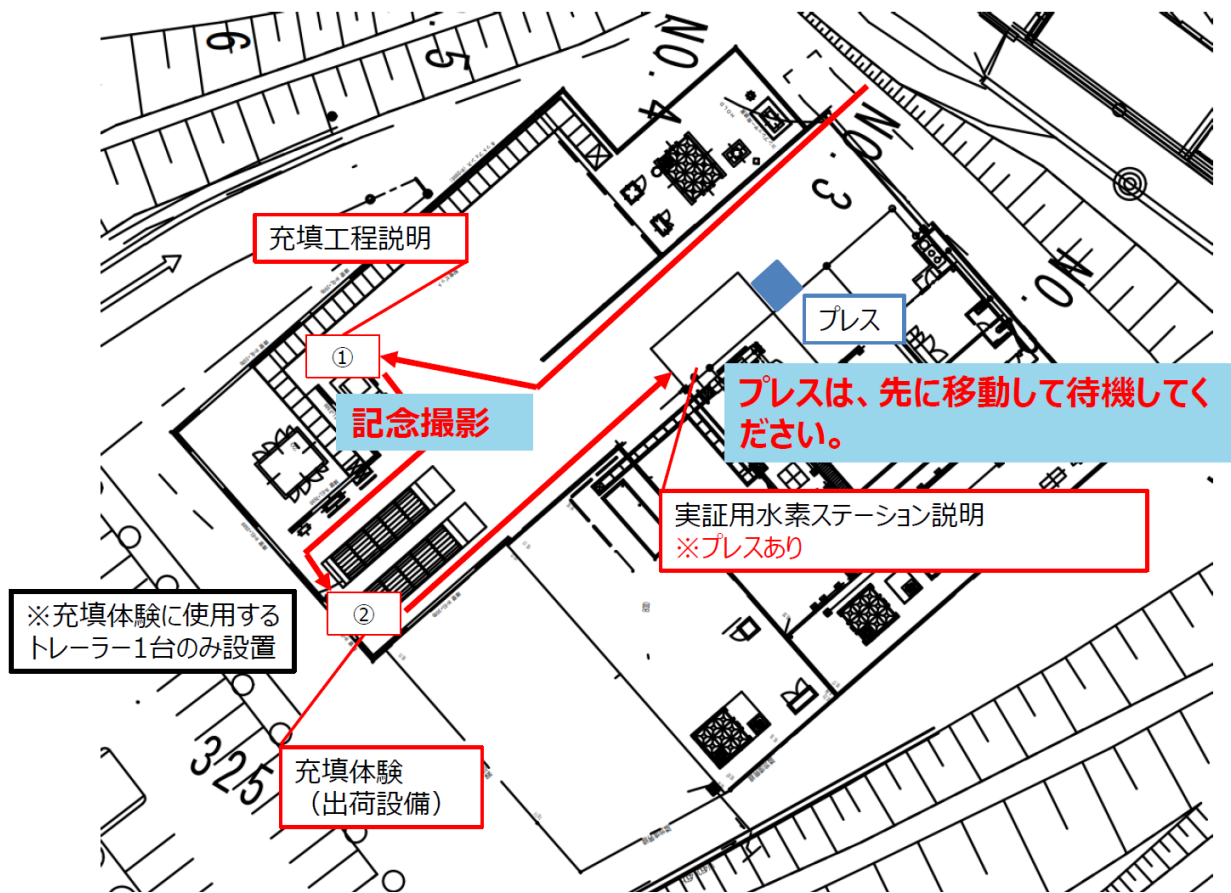 6
5
NO. 4
NO. 3
NO.
充填工程説明
①
プレス
記念撮影
プレスは、先に移動して待機してく
ださい。
実証用水素ステーション説明
※プレスあり
※充填体験に使用する
トレーラー1台のみ設置
②
325
充填体験
（出荷設備）